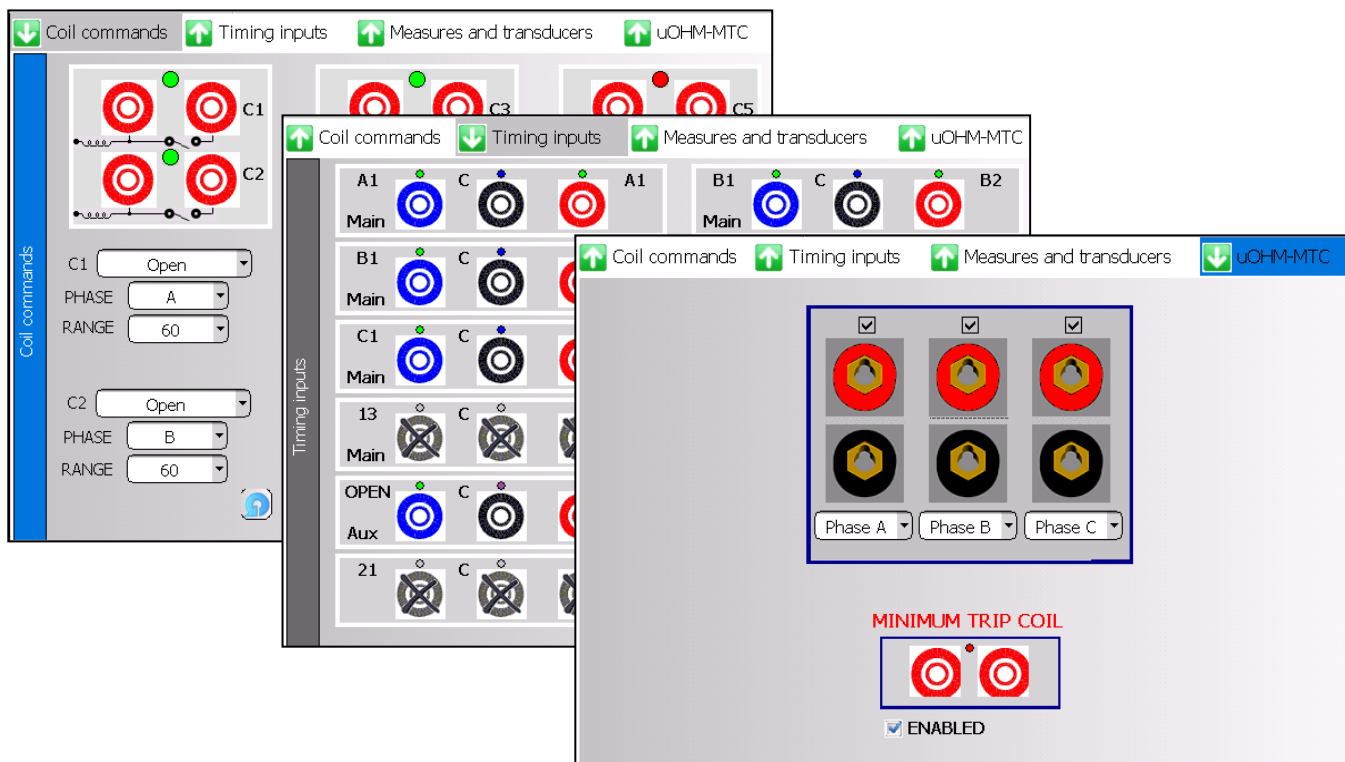 Coil commands Timing inputs Measures and transducers uOHM-MTC
Coil commands
C1 C3 C5
C2
C1 Open
PHASE A
RANGE 60
C2 Open
PHASE B
RANGE 60
Coil commands Timing inputs Measures and transducers uOHM-MTC
Timing inputs
A1 C A1 B1 C B2
Main Main
B1 C
Main
C1 C
Main
13 C
Main
OPEN C
Aux
21 C
Coil commands Timing inputs Measures and transducers uOHM-MTC
Phase A Phase B Phase C
MINIMUM TRIP COIL
ENABLED